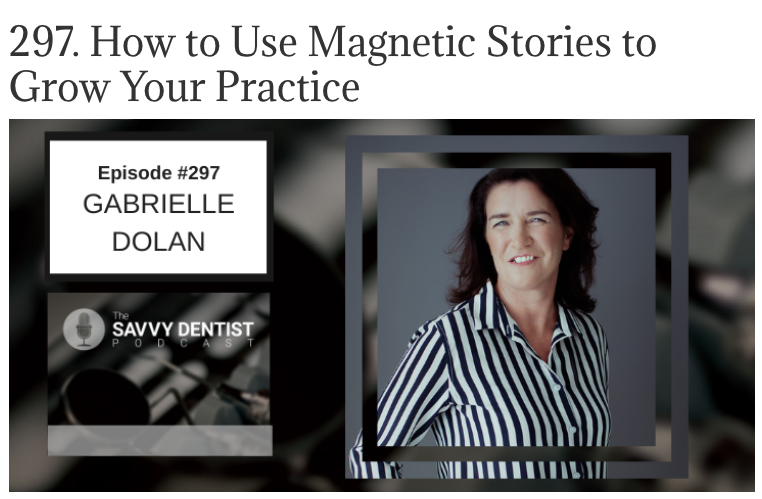 297. How to Use Magnetic Stories to
Grow Your Practice
Episode #297
GABRIELLE
DOLAN
The
SAVVY DENTIST
PODCAST